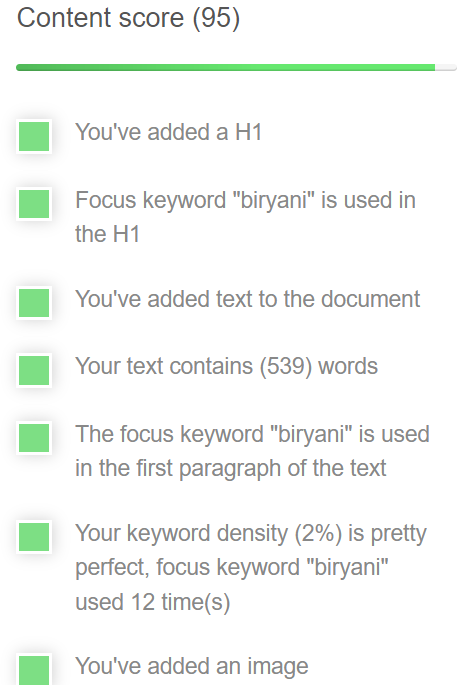 Content score (95)
You've added a H1
Focus keyword "biryani" is used in
the H1
You've added text to the document
Your text contains (539) words
The focus keyword "biryani" is used
in the first paragraph of the text
Your keyword density (2%) is pretty
perfect, focus keyword "biryani"
used 12 time(s)
You've added an image